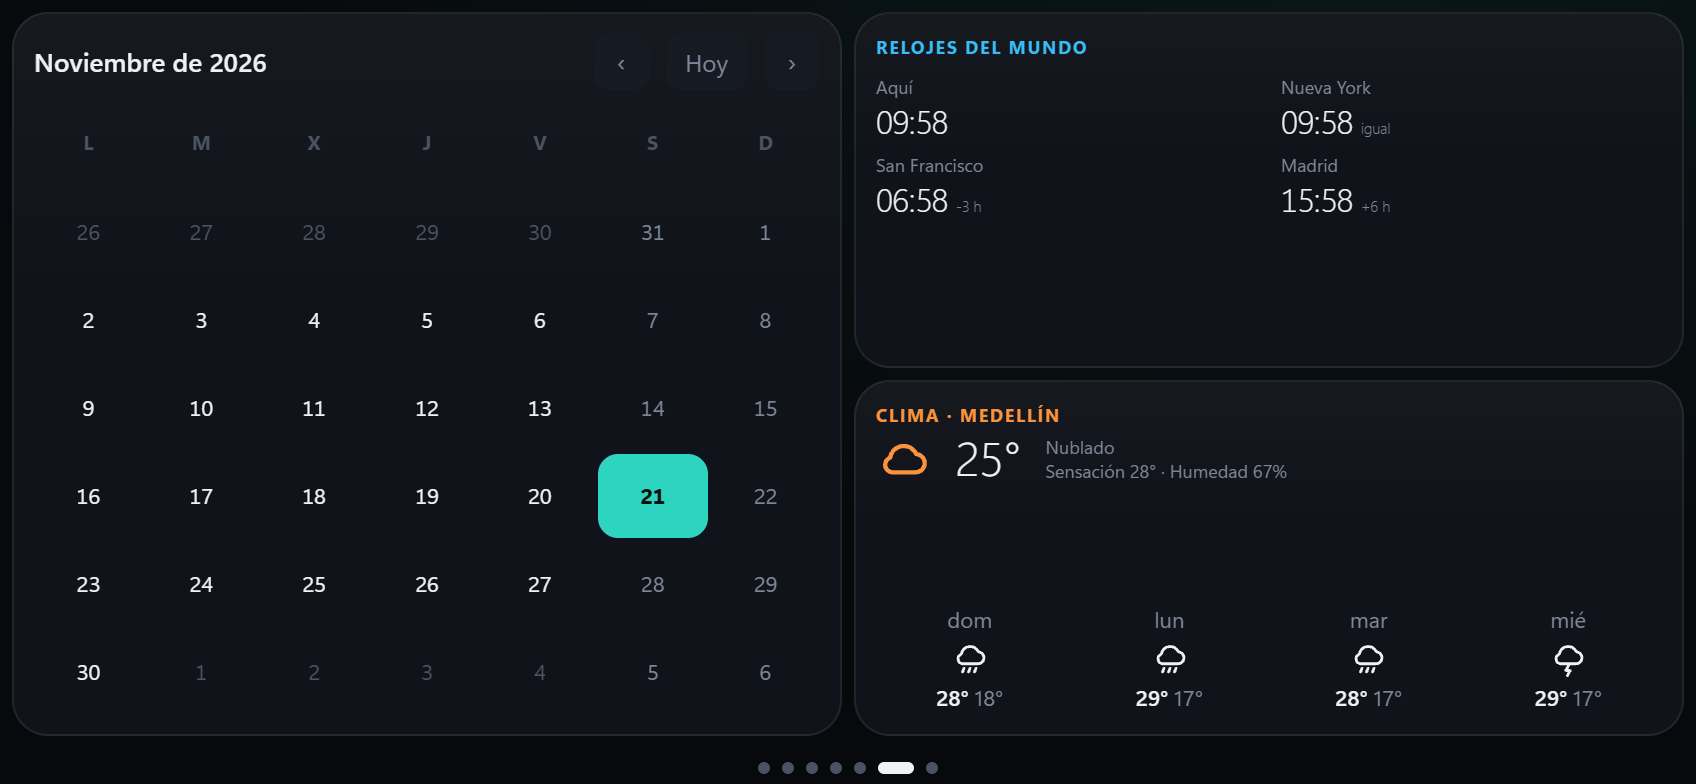 Noviembre de 2026
‹ Hoy ›
L M X J V S D
26 27 28 29 30 31 1
2 3 4 5 6 7 8
9 10 11 12 13 14 15
16 17 18 19 20 21 22
23 24 25 26 27 28 29
30 1 2 3 4 5 6
RELOJES DEL MUNDO
Aquí
09:58
Nueva York
09:58 igual
San Francisco
06:58 -3 h
Madrid
15:58 +6 h
CLIMA · MEDELLÍN
25°
Nublado
Sensación 28° · Humedad 67%
dom lun mar mié
28° 18° 29° 17° 28° 17° 29° 17°